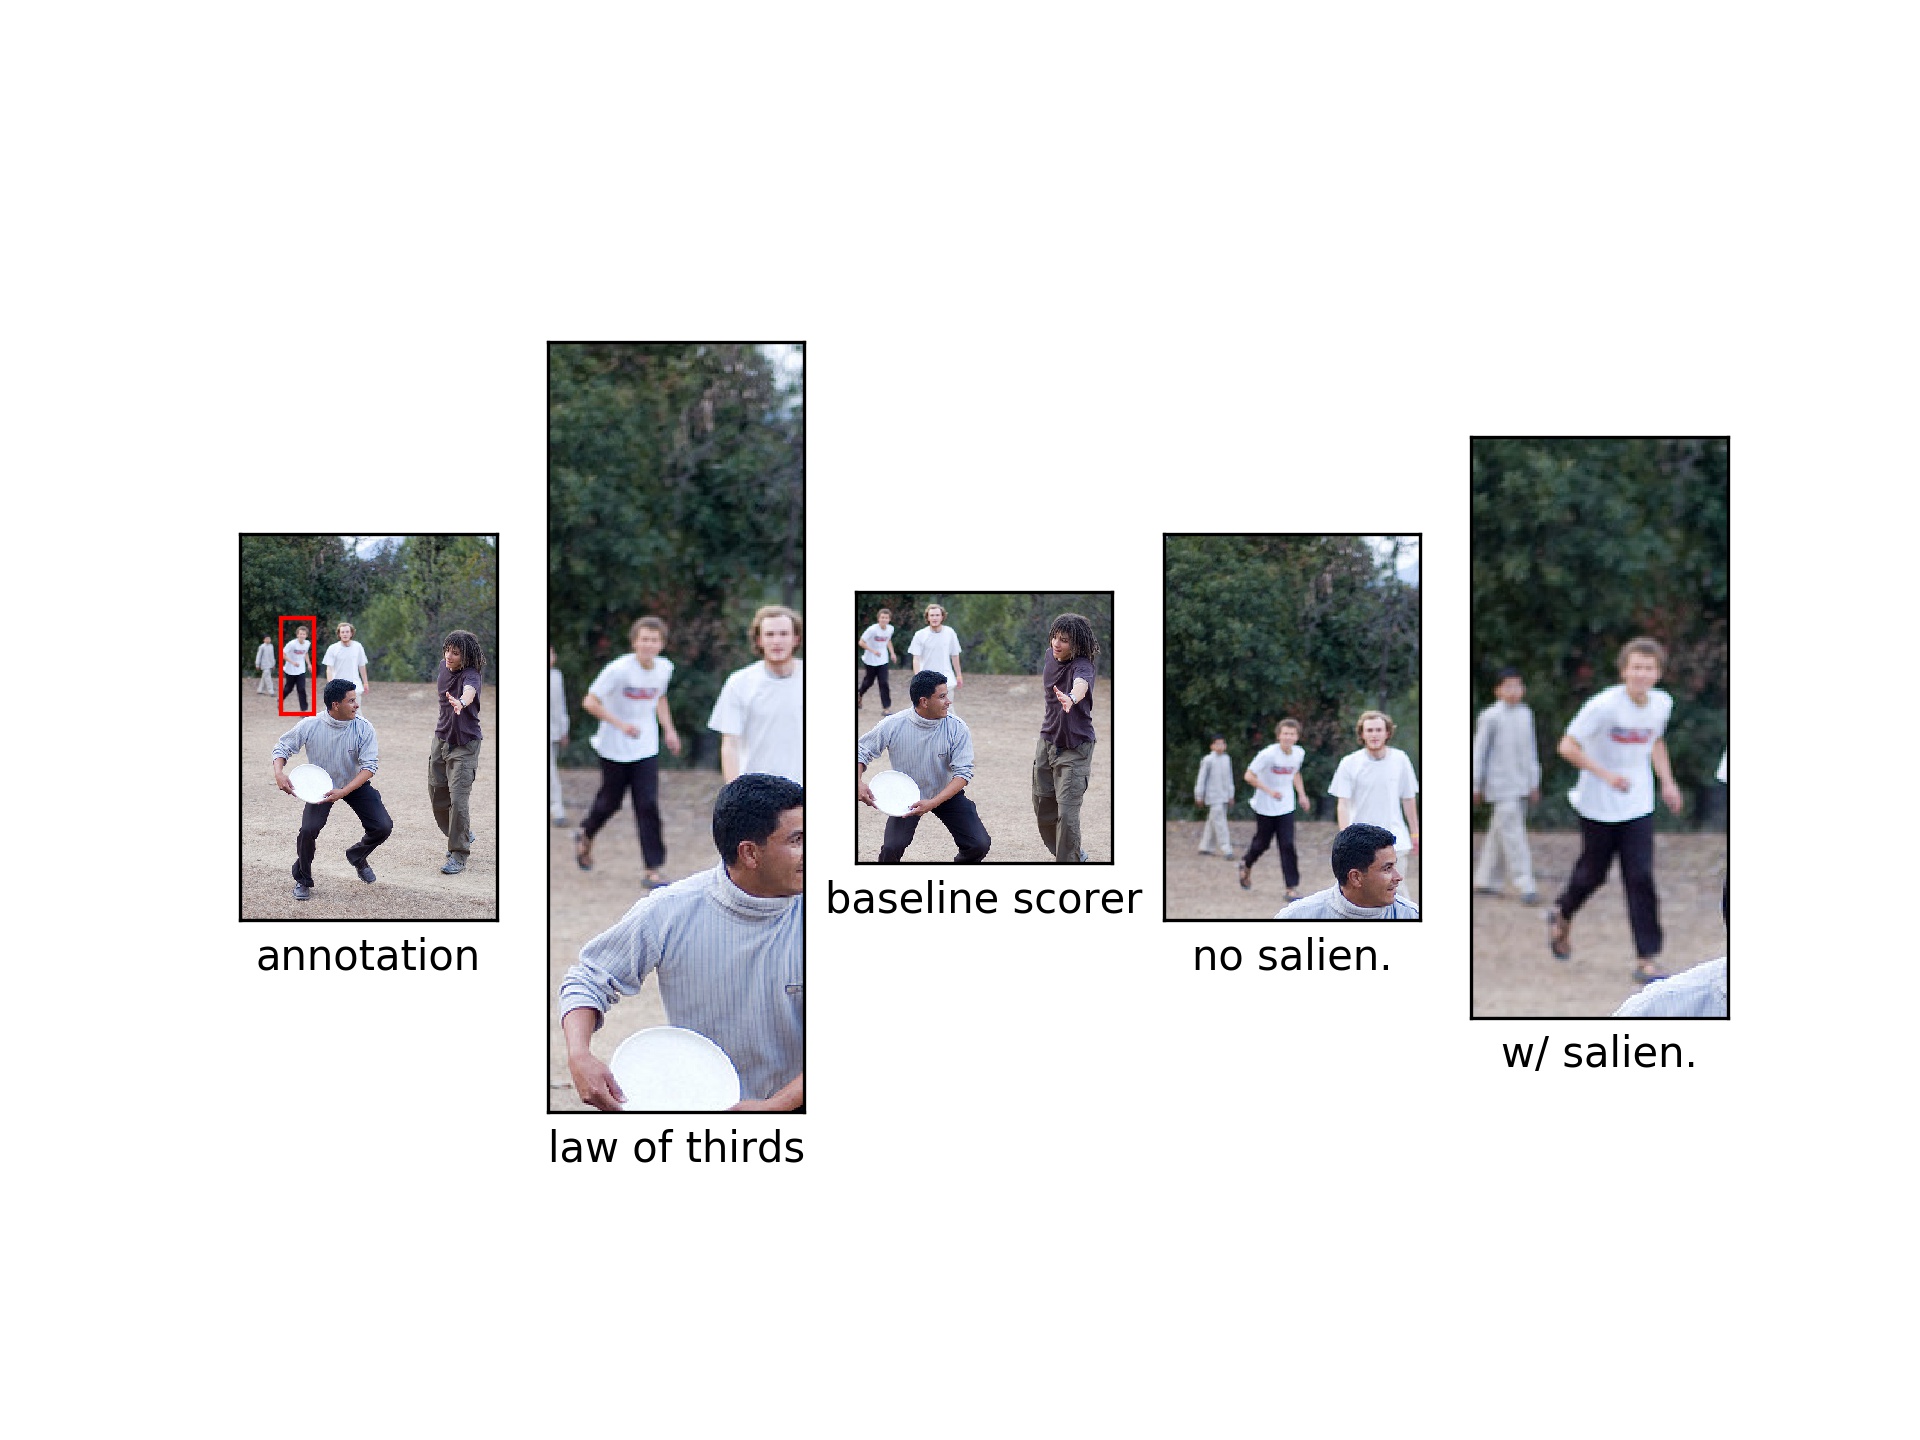 annotation
law of thirds
baseline scorer
no salien.
w/ salien.